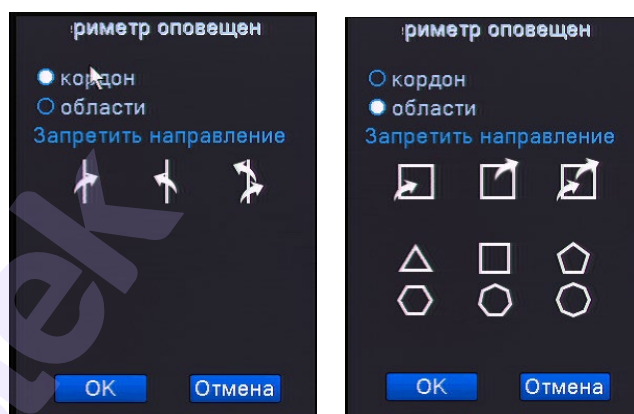 риметр оповещен
кордон
области
Запретить направление
OK
Отмена
риметр оповещен
кордон
области
Запретить направление
OK
Отмена